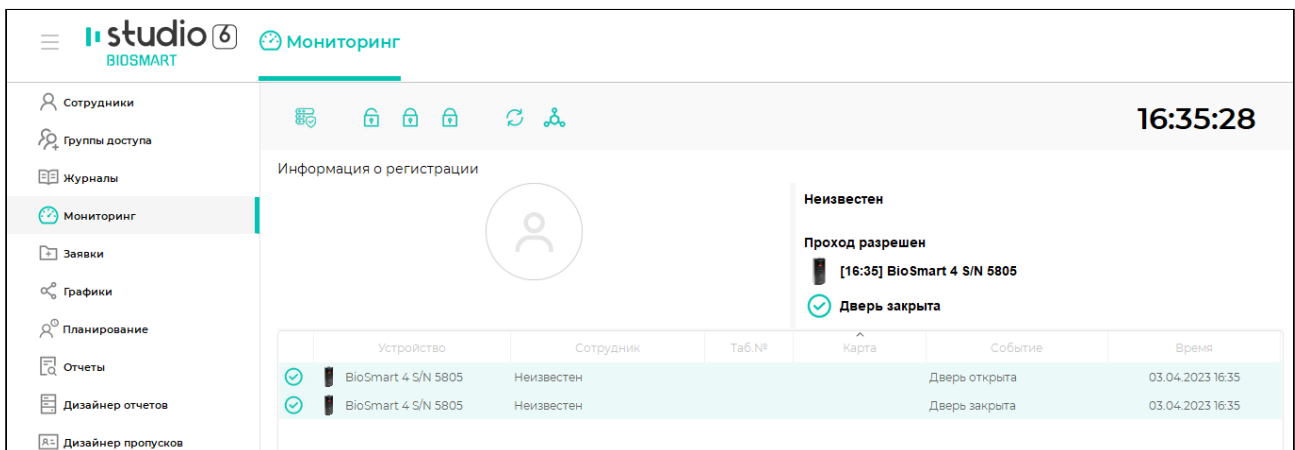 studio 6
BIOSMART
Мониторинг
Сотрудники
Группы доступа
Журналы
Мониторинг
Заявки
Графики
Планирование
Отчеты
Дизайнер отчетов
Дизайнер пропусков
16:35:28
Информация о регистрации
Неизвестен
Проход разрешен
[16:35] BioSmart 4 S/N 5805
Дверь закрыта
Устройство Сотрудник Таб.№ Карта Событие Время
BioSmart 4 S/N 5805 Неизвестен Дверь открыта 03.04.2023 16:35
BioSmart 4 S/N 5805 Неизвестен Дверь закрыта 03.04.2023 16:35